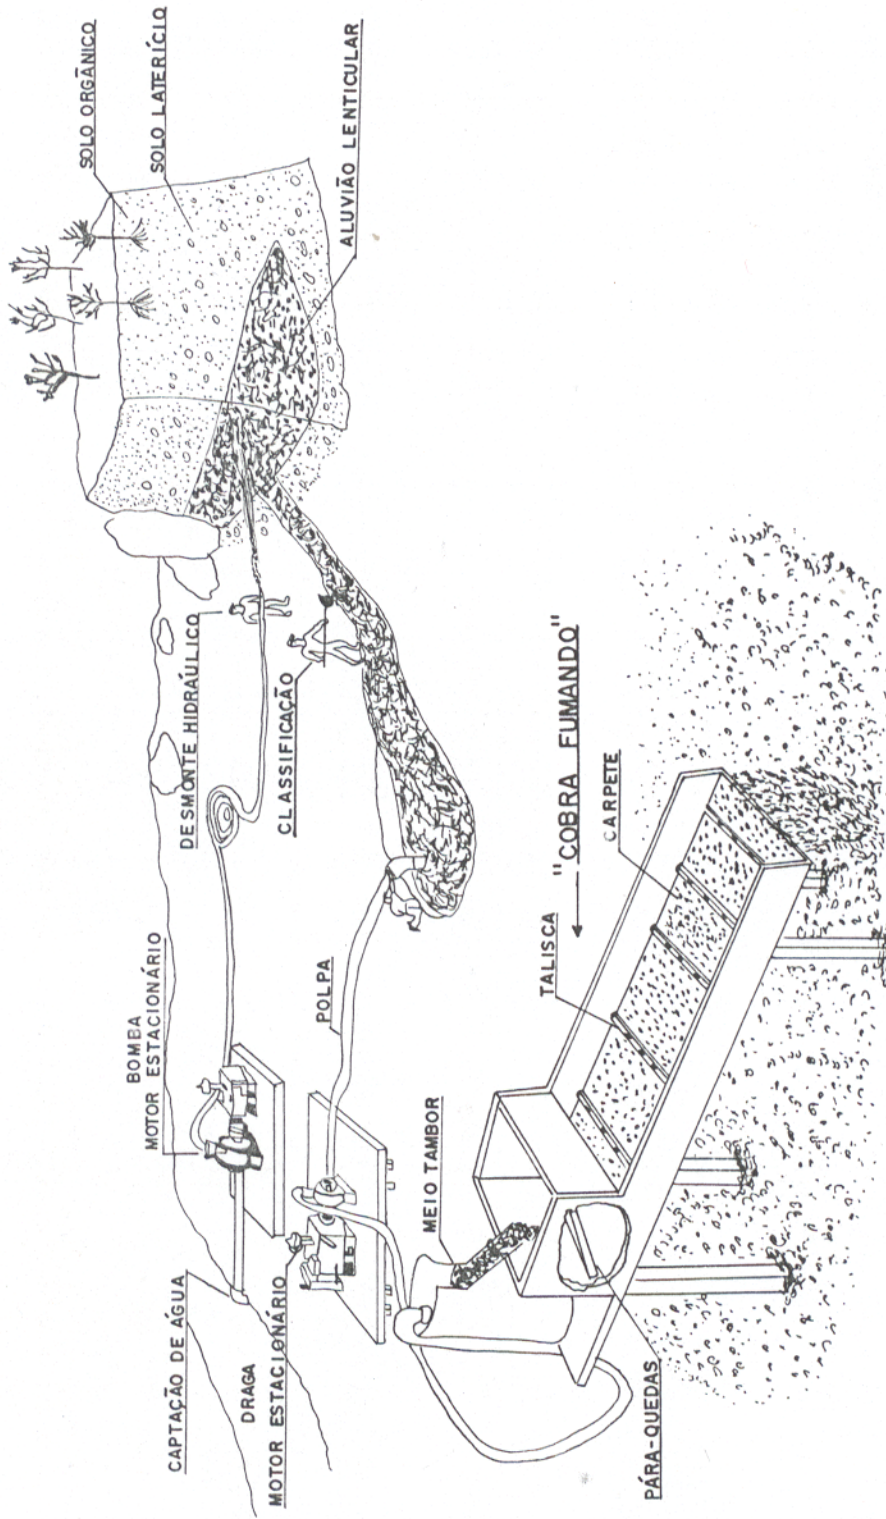 SOLO ORGÂNICO
SOLO LATERÍCIO
ALUVIÃO LENTICULAR
DESMONTE HIDRÁULICO
CLASSIFICAÇÃO
BOMBA
MOTOR ESTACIONÁRIO
POLPA
CAPTAÇÃO DE ÁGUA
DRAGA
MOTOR ESTACIONÁRIO
MEIO TAMBOR
"COBRA FUMANDO"
TALISCA
CARPETE
PÁRA-QUEDAS